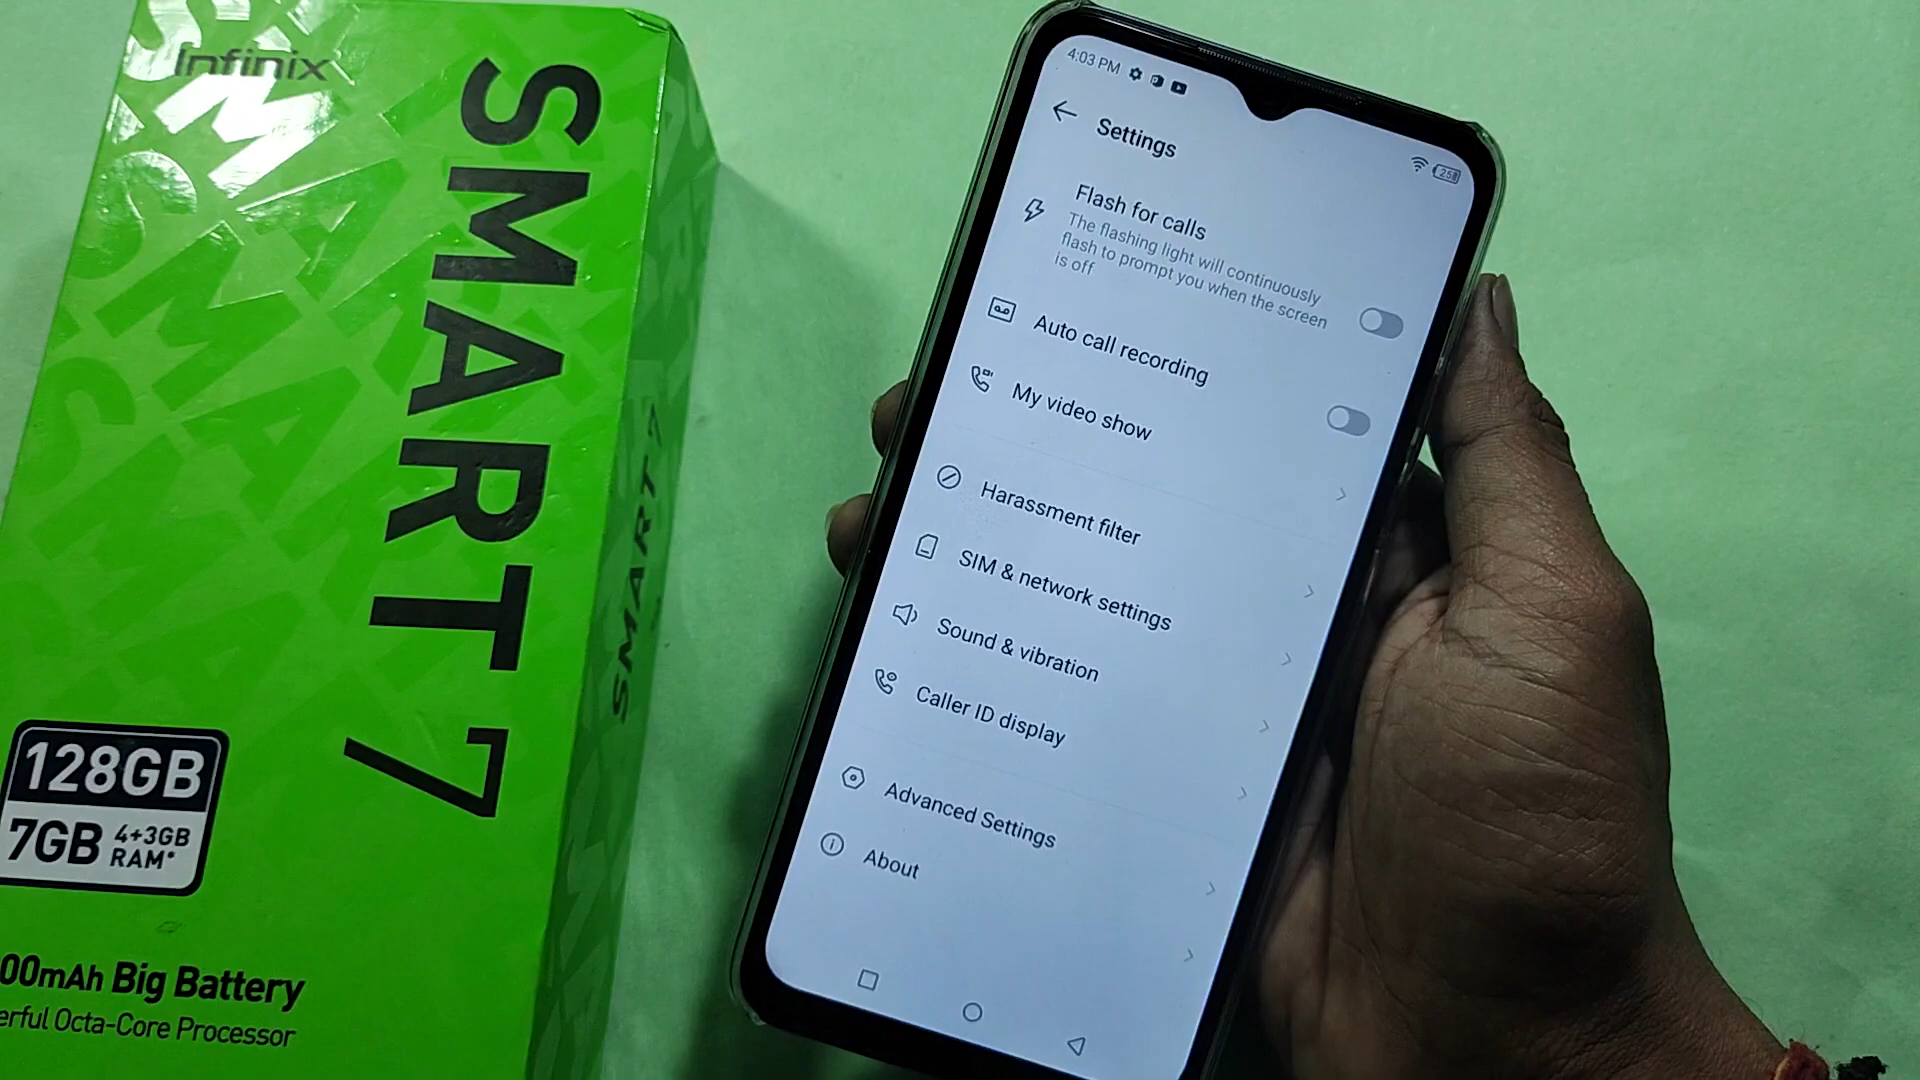 Infinix
SMART 7
SMART 7
128GB
7GB 4+3GB
RAM*
00mAh Big Battery
erful Octa-Core Processor
4:03 PM
25
Settings
Flash for calls
The flashing light will continuously
flash to prompt you when the screen
is off
Auto call recording
My video show
Harassment filter
SIM & network settings
Sound & vibration
Caller ID display
Advanced Settings
About